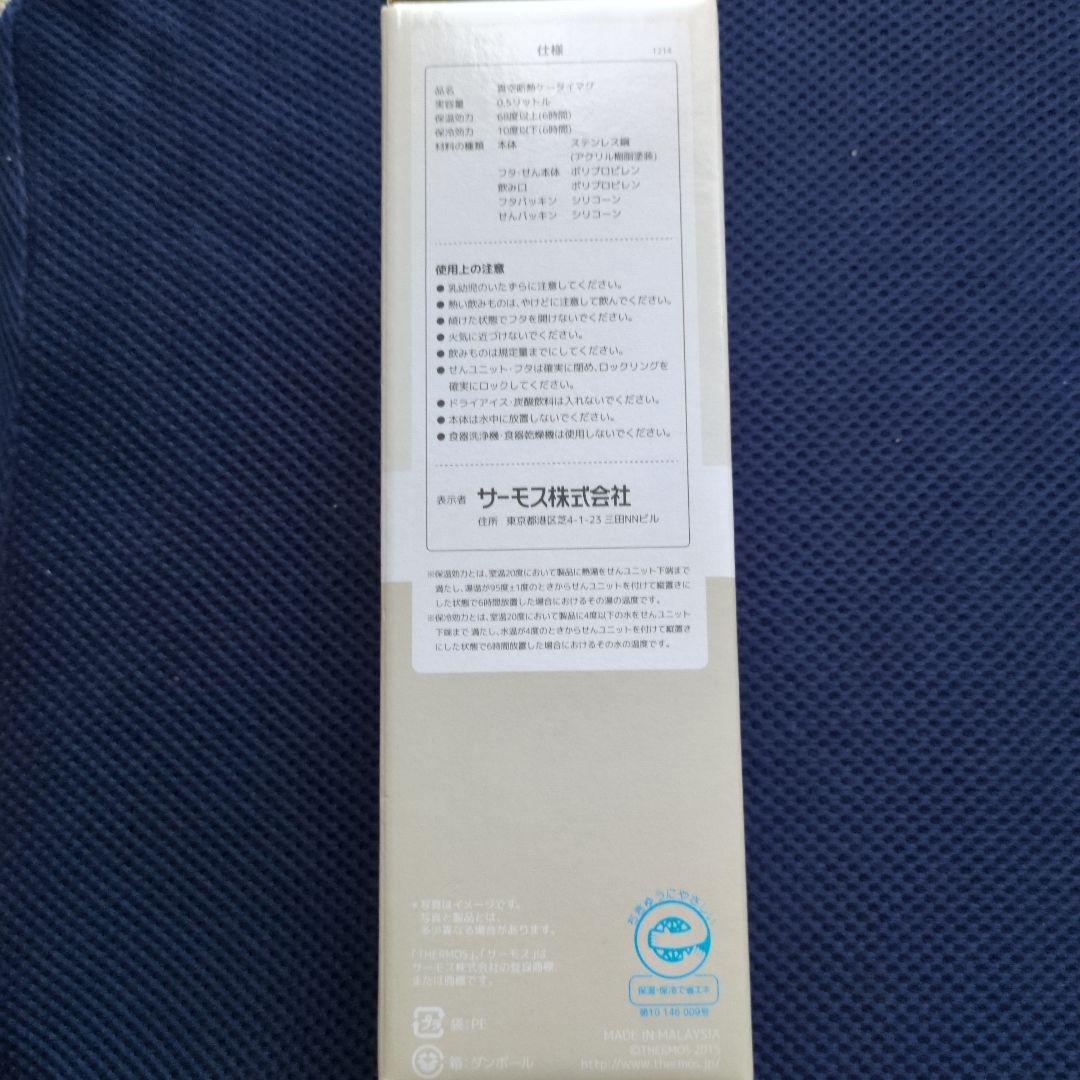 仕様 1214
品名 真空断熱ケータイマグ
実容量 0.5リットル
保温効力 68度以上(6時間)
保冷効力 10度以下(6時間)
材料の種類 本体 ステンレス鋼
(アクリル樹脂塗装)
フタ・せん本体 ポリプロピレン
飲み口 ポリプロピレン
フタパッキン シリコーン
せんパッキン シリコーン
使用上の注意
● 乳幼児のいたずらに注意してください。
● 熱い飲みものは、やけどに注意して飲んでください。
● 傾けた状態でフタを開けないでください。
● 火気に近づけないでください。
● 飲みものは規定量までにしてください。
● せんユニット・フタは確実に閉め、ロックリングを
確実にロックしてください。
● ドライアイス・炭酸飲料は入れないでください。
● 本体は水中に放置しないでください。
● 食器洗浄機・食器乾燥機は使用しないでください。
表示者 サーモス株式会社
住所 東京都港区芝4-1-23 三田NNビル
※保温効力とは、室温20度において製品に熱湯をせんユニット下端まで
満たし、湯温が95度±1度のときからせんユニットを付けて縦置きに
した状態で6時間放置した場合におけるその湯の温度です。
※保冷効力とは、室温20度において製品に4度以下の水をせんユニット
下端まで 満たし、水温が4度のときからせんユニットを付けて縦置き
にした状態で6時間放置した場合におけるその水の温度です。
＊写真はイメージです。
写真と製品とは、
多少異なる場合があります。
「THERMOS」、「サーモス」は
サーモス株式会社の登録商標、
または商標です。
ちきゅうにやさしい
保温・保冷で省エネ
第10 146 009号
プラ 袋:PE
箱:ダンボール
MADE IN MALAYSIA
©THERMOS 2015
http://www.thermos.jp/